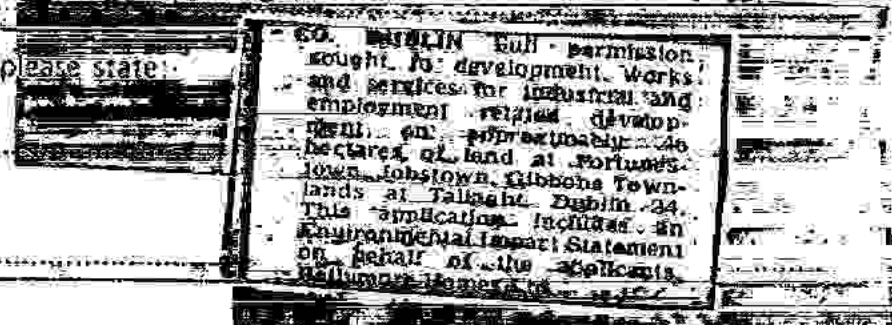 please state:
CO. DUBLIN Full permission
sought for development works
and services for industrial and
employment related develop-
ment on approximately 46
hectares of land at Fortunes-
town, Jobstown, Gibbons Town-
lands at Tallaght Dublin 24.
This application includes an
Environmental Impact Statement
on behalf of the applicants
Homes